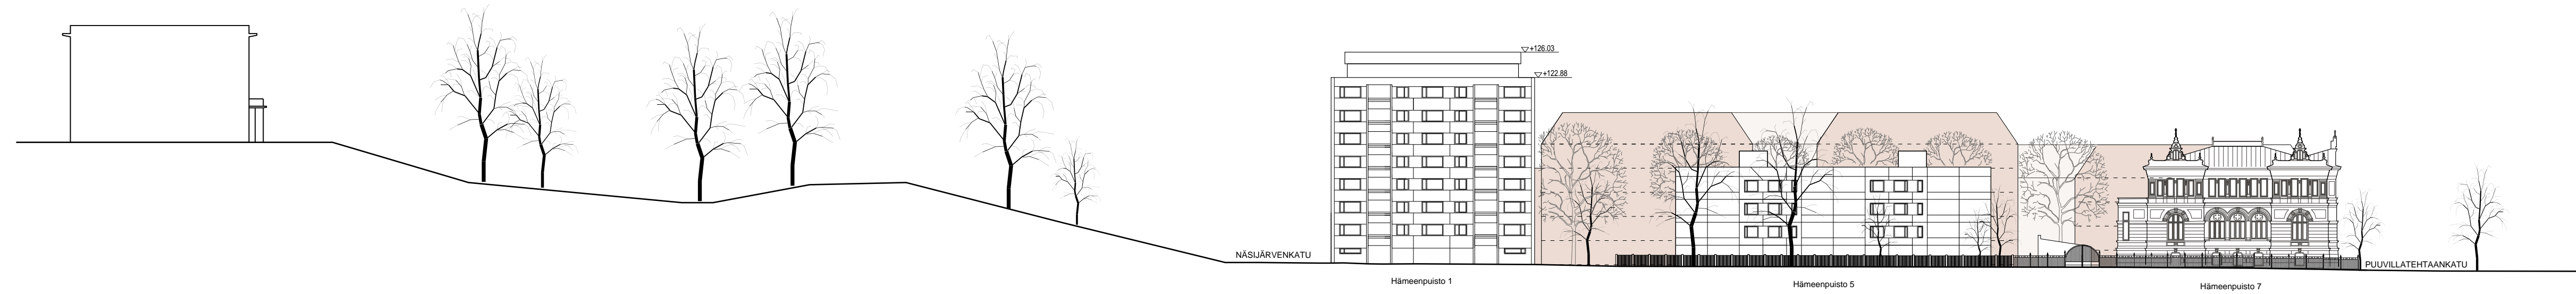 +126.03
+122.88
NÄSIJÄRVENKATU
PUUVILLATEHTAANKATU
Hämeenpuisto 1
Hämeenpuisto 5
Hämeenpuisto 7